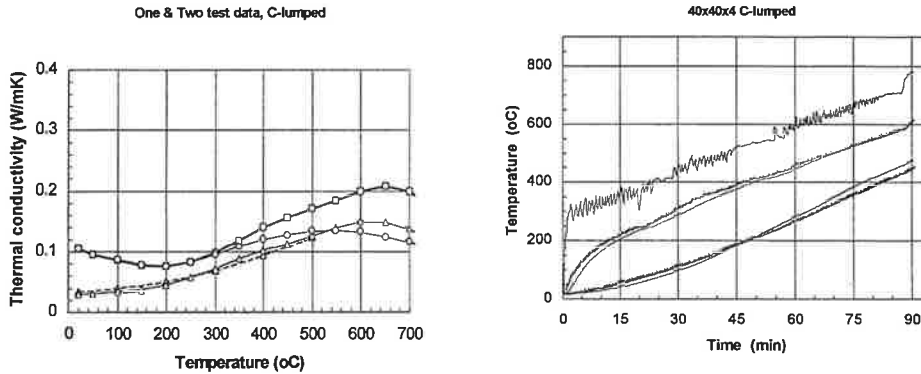 One & Two test data, C-lumped
Thermal conductivity (W/mK)
0.4
0.3
0.2
0.1
0
0 100 200 300 400 500 600 700
Temperature (oC)
40x40x4 C-lumped
Temperature (oC)
800
600
400
200
0
0 15 30 45 60 75 90
Time (min)